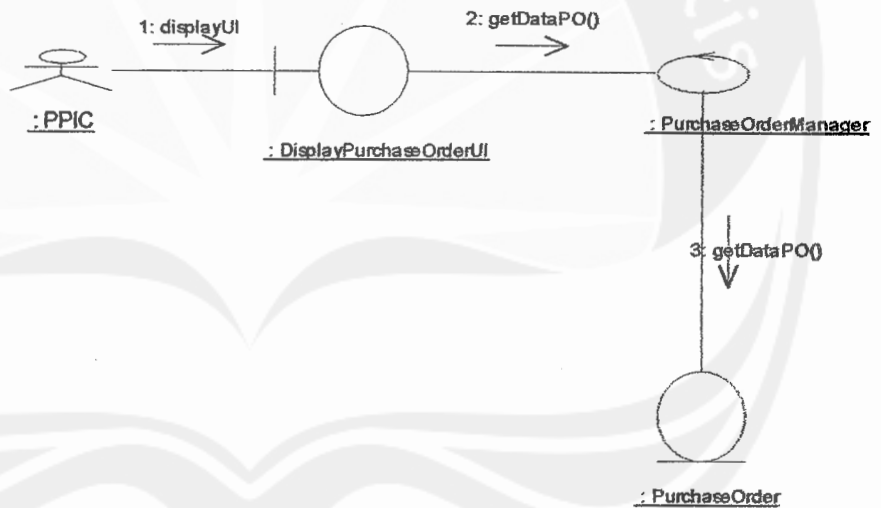 1: displayUI
2: getDataPO()
: PPIC
: DisplayPurchaseOrderUI
: PurchaseOrderManager
3: getDataPO()
: PurchaseOrder